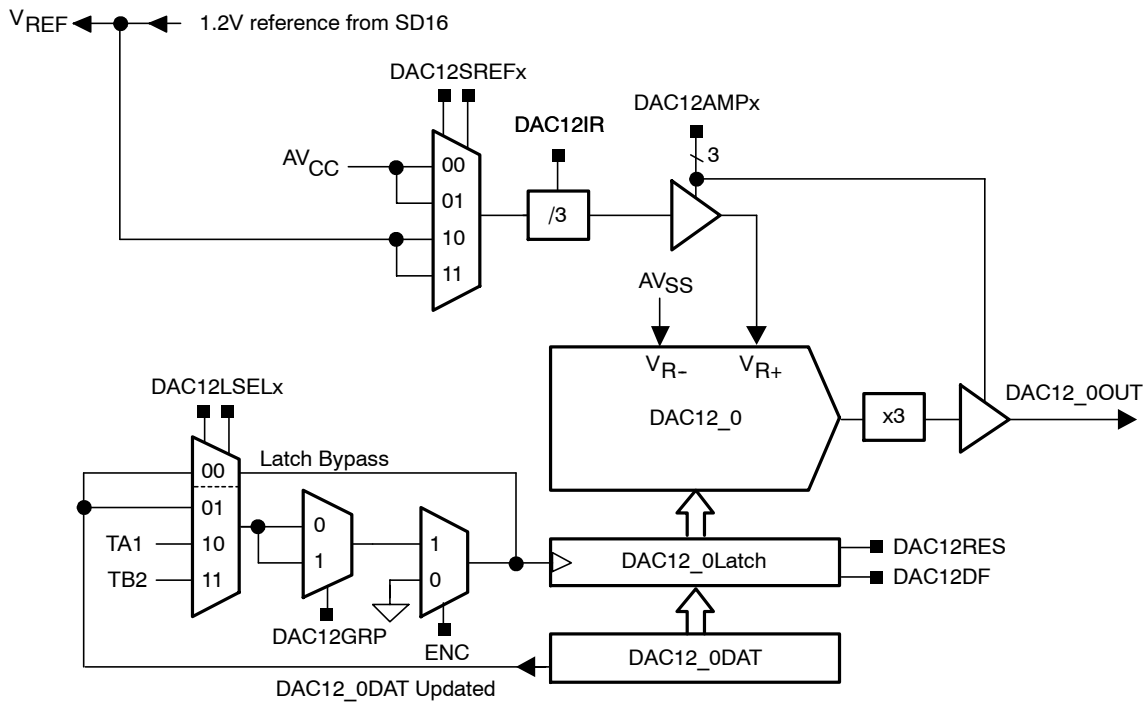 VREF
1.2V reference from SD16
DAC12SREFx
DAC12AMPx
DAC12IR
3
AVCC
00
01
10
11
/3
AVSS
VR-
VR+
DAC12_0
x3
DAC12_0OUT
DAC12LSELx
00
01
10
11
Latch Bypass
TA1
TB2
0
1
1
0
DAC12GRP
ENC
DAC12_0Latch
DAC12RES
DAC12DF
DAC12_0DAT
DAC12_0DAT Updated